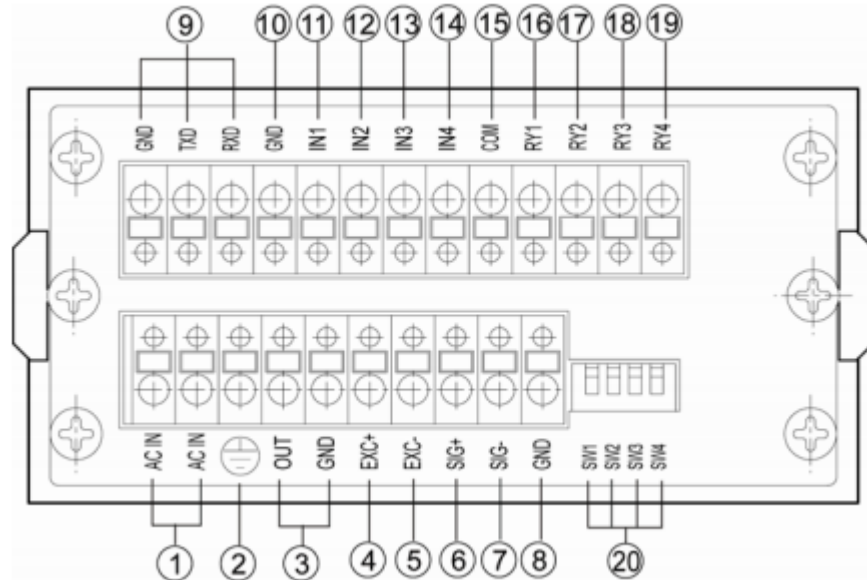 ⑨ ⑩ ⑪ ⑫ ⑬ ⑭ ⑮ ⑯ ⑰ ⑱ ⑲
GND TXD RXD GND IN1 IN2 IN3 IN4 COM RY1 RY2 RY3 RY4
AC IN AC IN OUT GND EXC+ EXC- SIG+ SIG- GND SW1 SW2 SW3 SW4
① ② ③ ④ ⑤ ⑥ ⑦ ⑧ ⑳